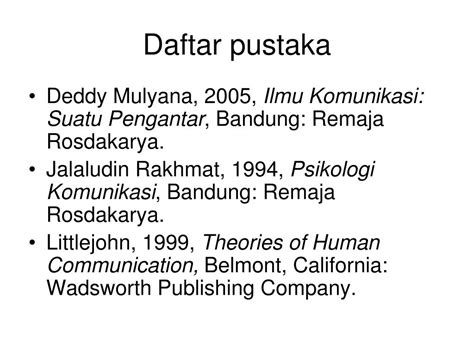 Daftar pustaka
• Deddy Mulyana, 2005, Ilmu Komunikasi:
Suatu Pengantar, Bandung: Remaja
Rosdakarya.
• Jalaludin Rakhmat, 1994, Psikologi
Komunikasi, Bandung: Remaja
Rosdakarya.
• Littlejohn, 1999, Theories of Human
Communication, Belmont, California:
Wadsworth Publishing Company.